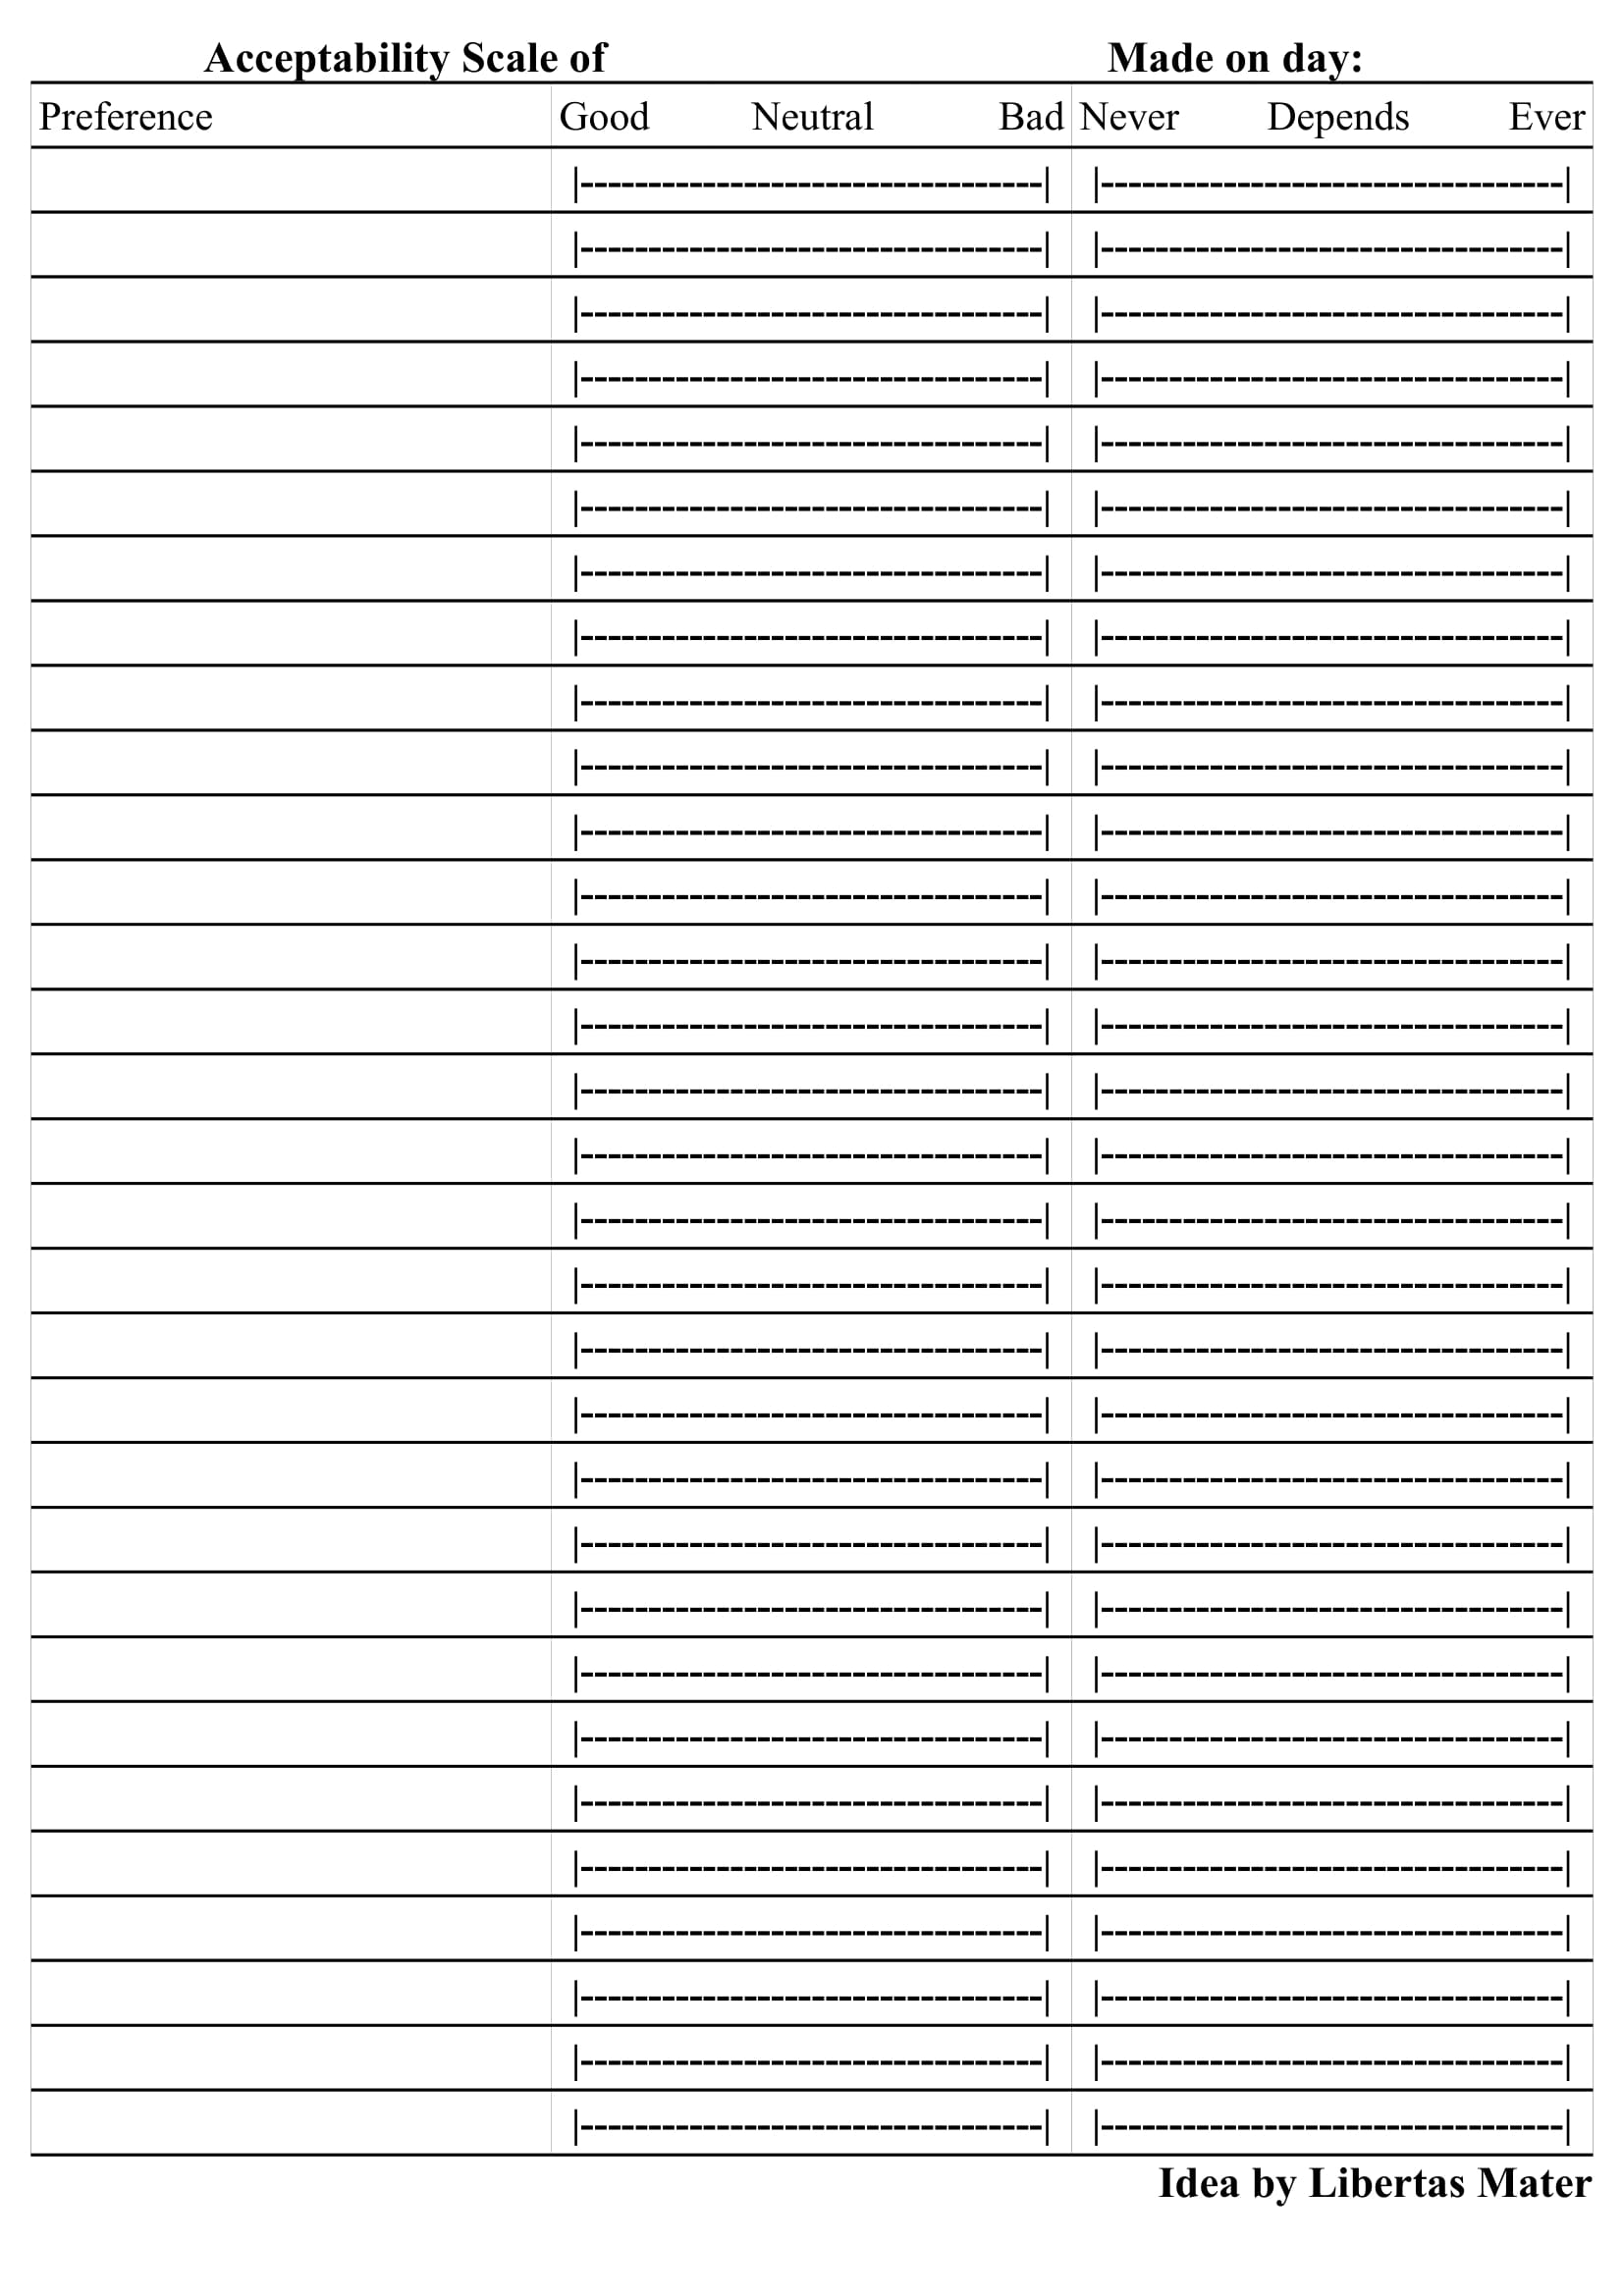 Acceptability Scale of Made on day:
Preference Good Neutral Bad Never Depends Ever
Idea by Libertas Mater